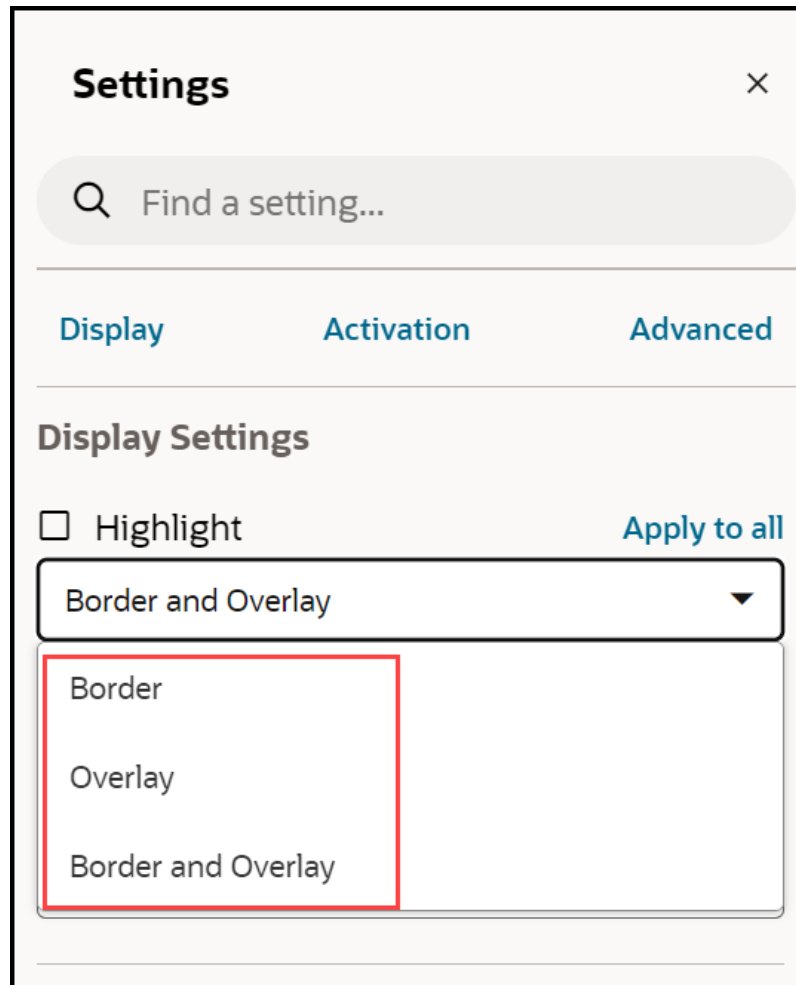 Settings
Find a setting...
Display Activation Advanced
Display Settings
Highlight Apply to all
Border and Overlay
Border
Overlay
Border and Overlay